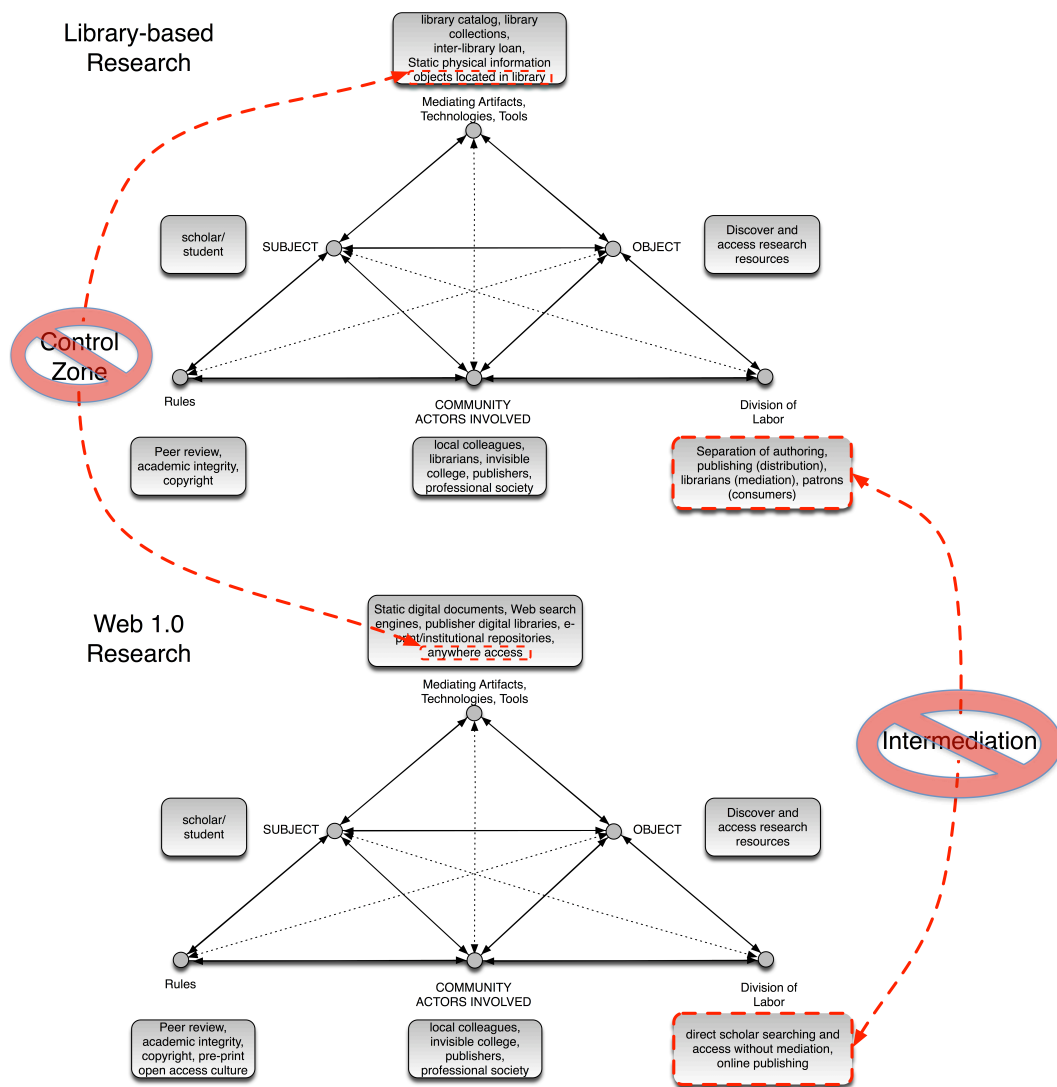 Library-based
Research
library catalog, library
collections,
inter-library loan,
Static physical information
objects located in library
Mediating Artifacts,
Technologies, Tools
scholar/
student
SUBJECT
OBJECT
Discover and
access research
resources
Control
Zone
Rules
COMMUNITY
ACTORS INVOLVED
Division of
Labor
Peer review,
academic integrity,
copyright
local colleagues,
librarians, invisible
college, publishers,
professional society
Separation of authoring,
publishing (distribution),
librarians (mediation), patrons
(consumers)
Web 1.0
Research
Static digital documents, Web search
engines, publisher digital libraries, e-
print/institutional repositories,
anywhere access
Mediating Artifacts,
Technologies, Tools
Intermediation
scholar/
student
SUBJECT
OBJECT
Discover and
access research
resources
Rules
COMMUNITY
ACTORS INVOLVED
Division of
Labor
Peer review,
academic integrity,
copyright, pre-print
open access culture
local colleagues,
invisible college,
publishers,
professional society
direct scholar searching and
access without mediation,
online publishing